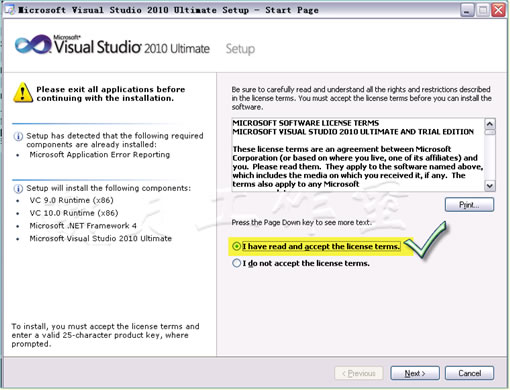 Microsoft Visual Studio 2010 Ultimate Setup - Start Page
Microsoft®
Visual Studio 2010 Ultimate Setup
Please exit all applications before
continuing with the installation.
Setup has detected that the following required
components are already installed:
• Microsoft Application Error Reporting
Setup will install the following components:
• VC 9.0 Runtime (x86)
• VC 10.0 Runtime (x86)
• Microsoft .NET Framework 4
• Microsoft Visual Studio 2010 Ultimate
To install, you must accept the license terms and
enter a valid 25-character product key, where
prompted.
Be sure to carefully read and understand all the rights and restrictions described
in the license terms. You must accept the license terms before you can install the
software.
MICROSOFT SOFTWARE LICENSE TERMS
MICROSOFT VISUAL STUDIO 2010 ULTIMATE AND TRIAL EDITION
These license terms are an agreement between Microsoft
Corporation (or based on where you live, one of its affiliates) and
you. Please read them. They apply to the software named above,
which includes the media on which you received it, if any. The
terms also apply to any Microsoft
Print...
Press the Page Down key to see more text.
I have read and accept the license terms.
I do not accept the license terms.
< Previous Next > Cancel